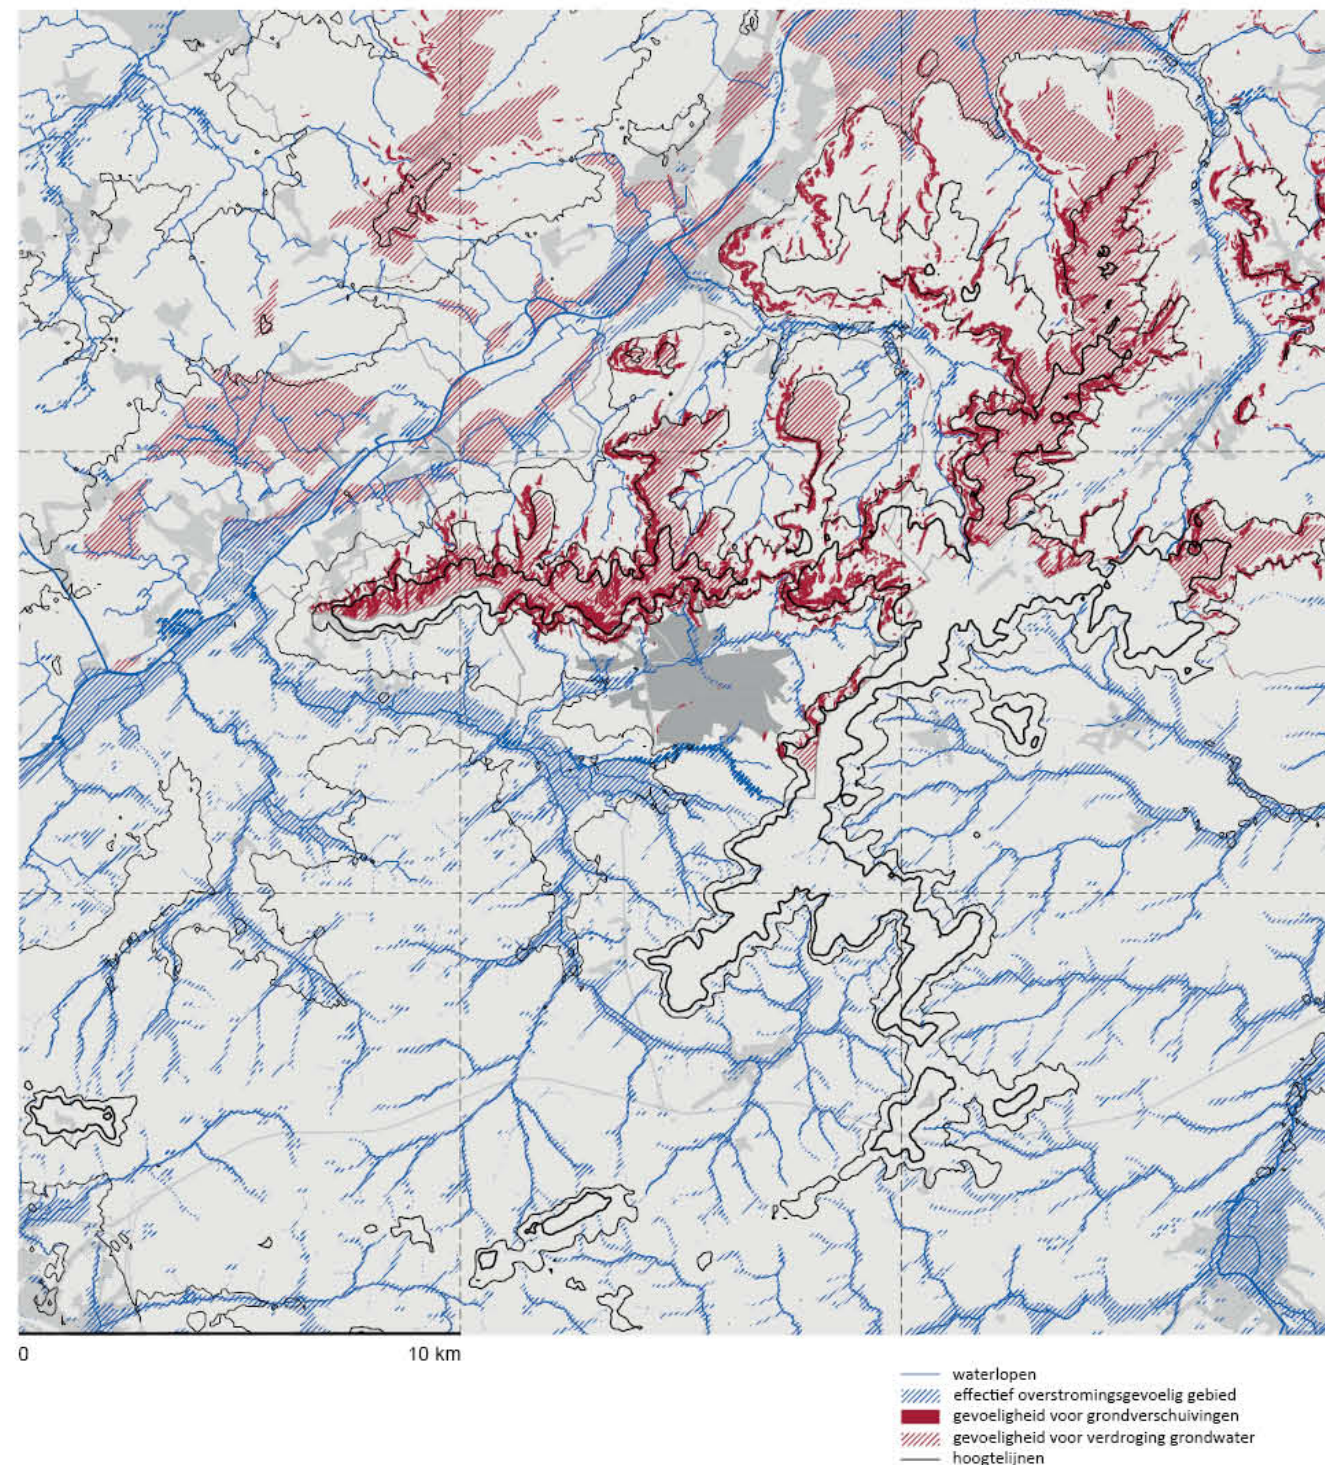 0
10 km
waterlopen
effectief overstromingsgevoelig gebied
gevoeligheid voor grondverschuivingen
gevoeligheid voor verdroging grondwater
hoogtelijnen